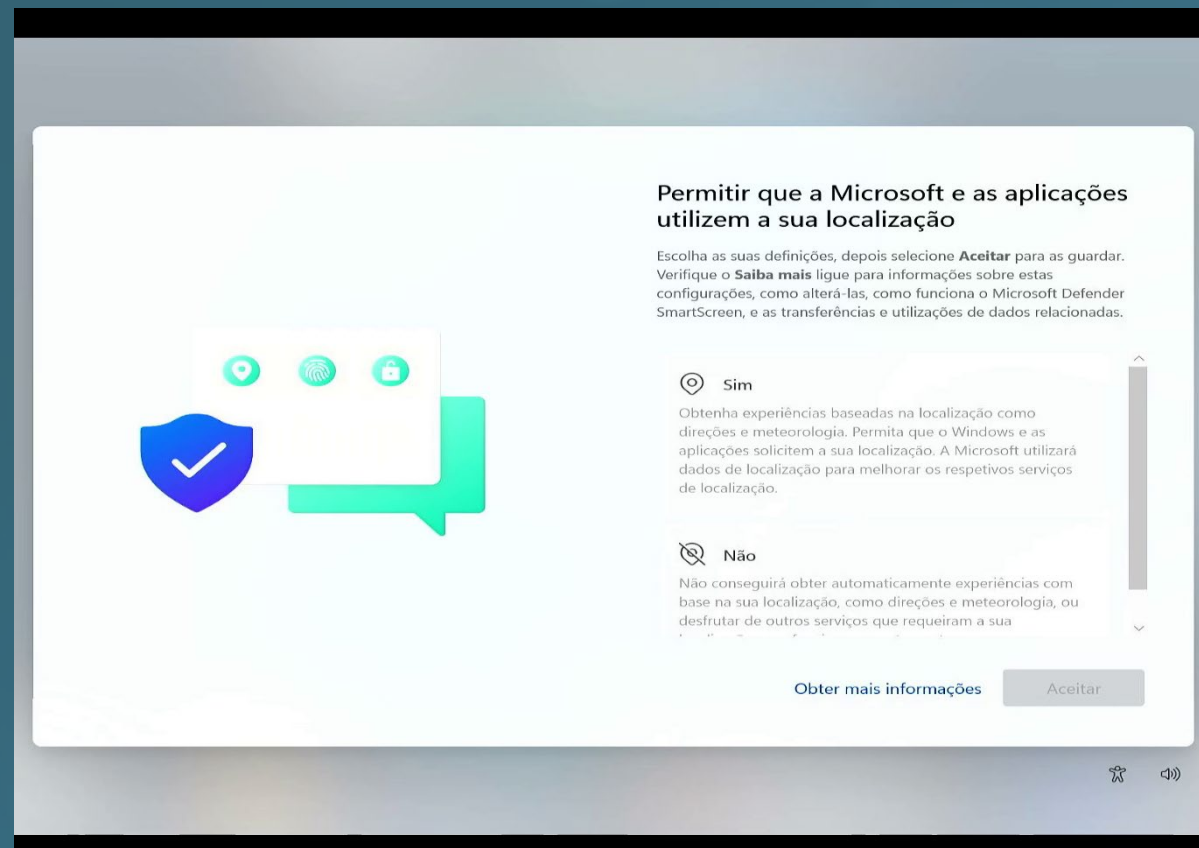 Permitir que a Microsoft e as aplicações
utilizem a sua localização
Escolha as suas definições, depois selecione Aceitar para as guardar.
Verifique o Saiba mais ligue para informações sobre estas
configurações, como alterá-las, como funciona o Microsoft Defender
SmartScreen, e as transferências e utilizações de dados relacionadas.
Sim
Obtenha experiências baseadas na localização como
direções e meteorologia. Permita que o Windows e as
aplicações solicitem a sua localização. A Microsoft utilizará
dados de localização para melhorar os respetivos serviços
de localização.
Não
Não conseguirá obter automaticamente experiências com
base na sua localização, como direções e meteorologia, ou
desfrutar de outros serviços que requeiram a sua
Obter mais informações
Aceitar